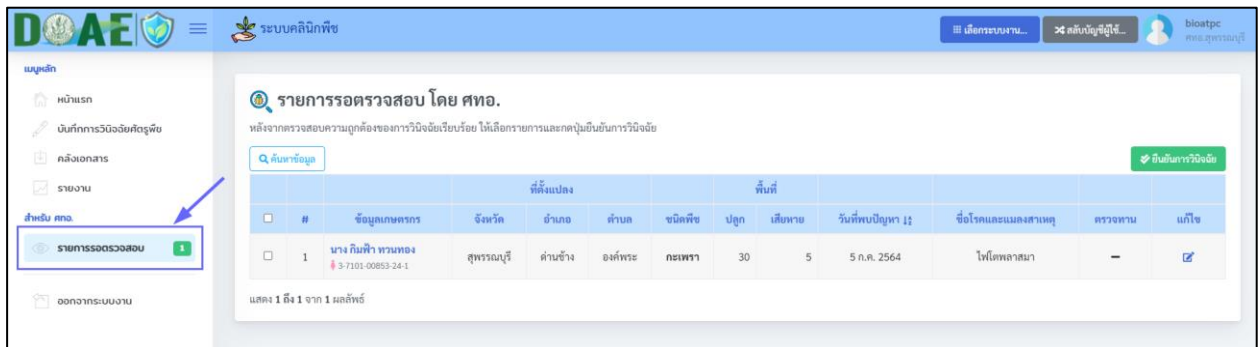 DOAE ระบบคลินิกพืช เลือกระบบงาน... สลับบัญชีผู้ใช้... bioatpc
ศทอ.สุพรรณบุรี
เมนูหลัก
หน้าแรก
บันทึกการวินิจฉัยศัตรูพืช
คลังเอกสาร
รายงาน
สำหรับ ศทอ.
รายการรอตรวจสอบ 1
ออกจากระบบงาน
รายการรอตรวจสอบ โดย ศทอ.
หลังจากตรวจสอบความถูกต้องของการวินิจฉัยเรียบร้อย ให้เลือกรายการและกดปุ่มยืนยันการวินิจฉัย
ค้นหาข้อมูล ยืนยันการวินิจฉัย
ที่ตั้งแปลง พื้นที่
# ข้อมูลเกษตรกร จังหวัด อำเภอ ตำบล ชนิดพืช ปลูก เสียหาย วันที่พบปัญหา ชื่อโรคและแมลงสาเหตุ ตรวจทาน แก้ไข
1 นาง กิมฟ้า ทวนทอง สุพรรณบุรี ด่านช้าง องค์พระ กะเพรา 30 5 5 ก.ค. 2564 ไฟโตพลาสมา –
3-7101-00853-24-1
แสดง 1 ถึง 1 จาก 1 ผลลัพธ์